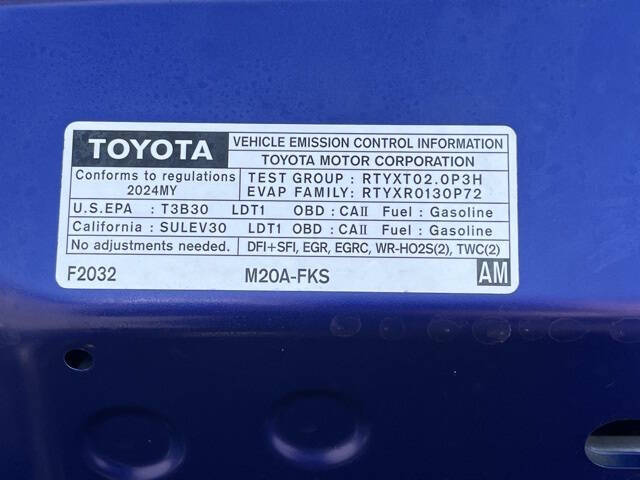 TOYOTA
VEHICLE EMISSION CONTROL INFORMATION
TOYOTA MOTOR CORPORATION
Conforms to regulations
2024MY
TEST GROUP : RTYXT02.0P3H
EVAP FAMILY: RTYXR0130P72
U.S.EPA : T3B30 LDT1 OBD : CAII Fuel : Gasoline
California : SULEV30 LDT1 OBD : CAII Fuel : Gasoline
No adjustments needed. DFI+SFI, EGR, EGRC, WR-HO2S(2), TWC(2)
F2032 M20A-FKS AM